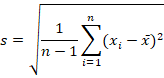 s = √(1/(n − 1) ∑_{i=1}^{n} (x_i − x̄)²)